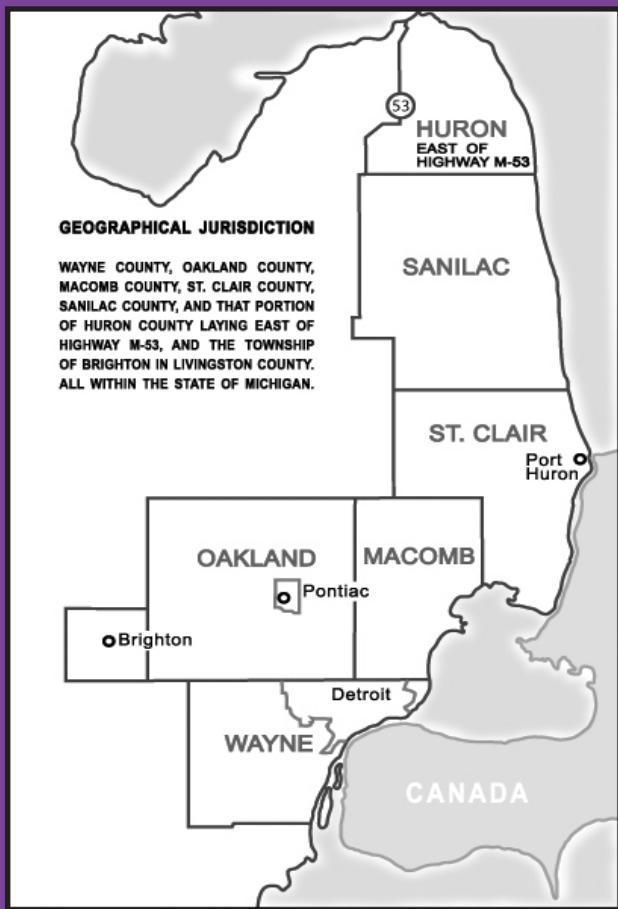 53
HURON
EAST OF
HIGHWAY M-53
GEOGRAPHICAL JURISDICTION
WAYNE COUNTY, OAKLAND COUNTY,
MACOMB COUNTY, ST. CLAIR COUNTY,
SANILAC COUNTY, AND THAT PORTION
OF HURON COUNTY LAYING EAST OF
HIGHWAY M-53, AND THE TOWNSHIP
OF BRIGHTON IN LIVINGSTON COUNTY.
ALL WITHIN THE STATE OF MICHIGAN.
SANILAC
ST. CLAIR
Port
Huron
OAKLAND
MACOMB
Pontiac
Brighton
Detroit
WAYNE
CANADA